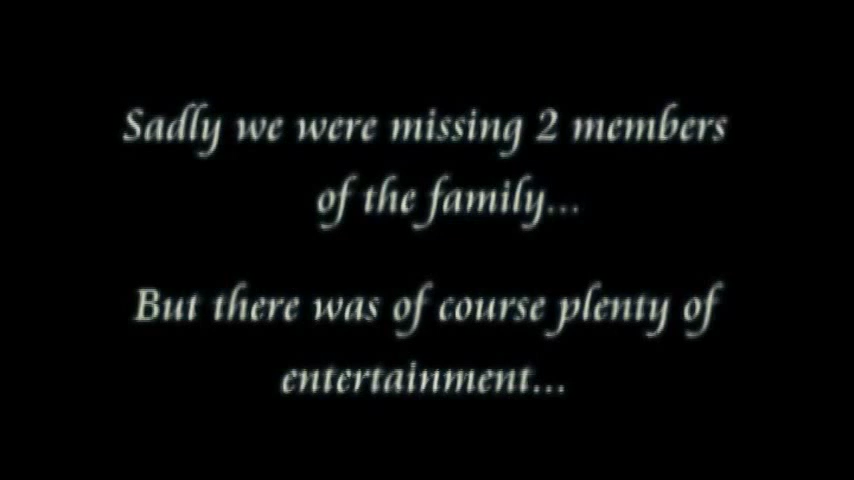 Sadly we were missing 2 members
of the family...
But there was of course plenty of
entertainment...